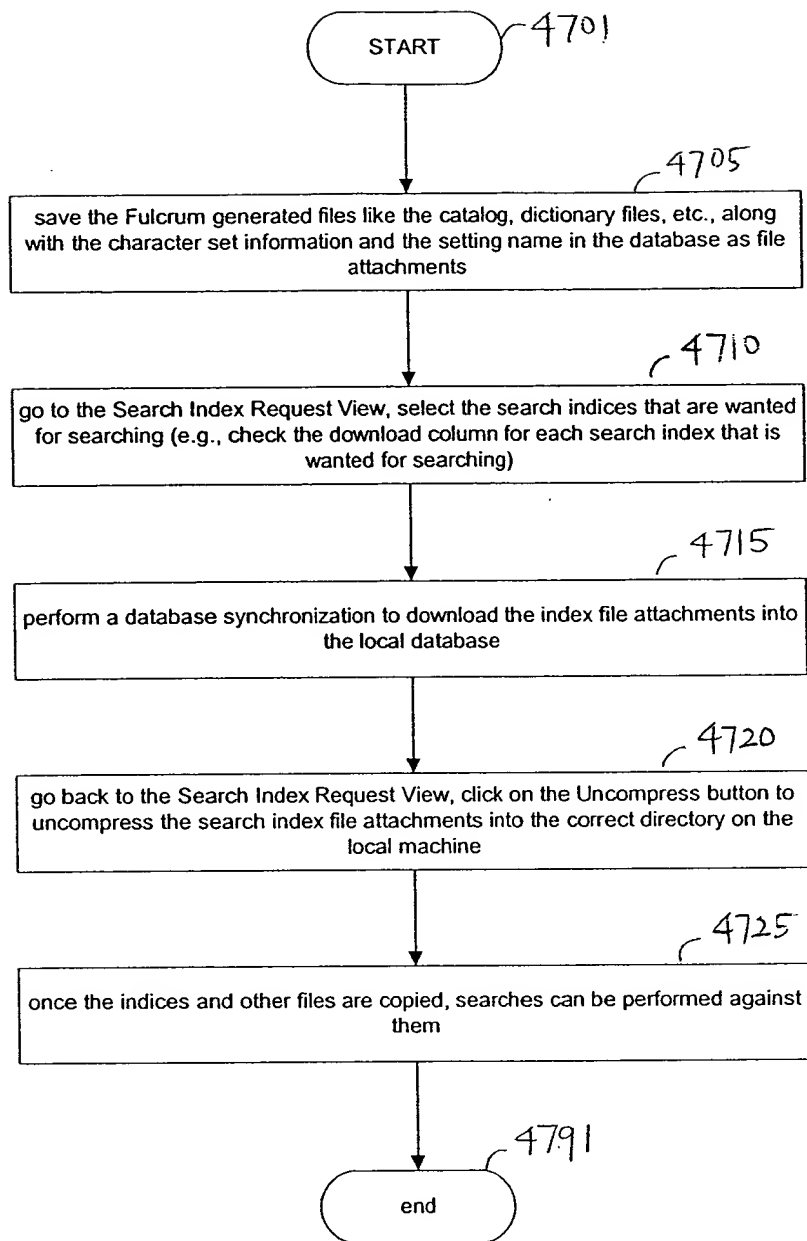 START
4701
4705
save the Fulcrum generated files like the catalog, dictionary files, etc., along
with the character set information and the setting name in the database as file
attachments
4710
go to the Search Index Request View, select the search indices that are wanted
for searching (e.g., check the download column for each search index that is
wanted for searching)
4715
perform a database synchronization to download the index file attachments into
the local database
4720
go back to the Search Index Request View, click on the Uncompress button to
uncompress the search index file attachments into the correct directory on the
local machine
4725
once the indices and other files are copied, searches can be performed against
them
4791
end